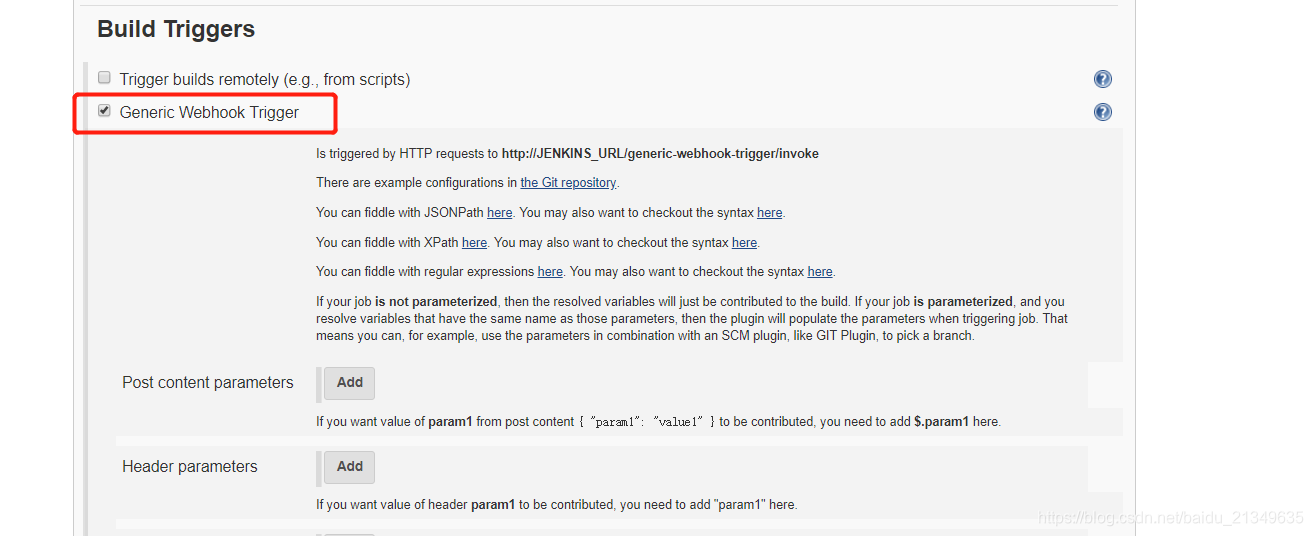 Build Triggers
Trigger builds remotely (e.g., from scripts)
Generic Webhook Trigger
Is triggered by HTTP requests to http://JENKINS_URL/generic-webhook-trigger/invoke
There are example configurations in the Git repository.
You can fiddle with JSONPath here. You may also want to checkout the syntax here.
You can fiddle with XPath here. You may also want to checkout the syntax here.
You can fiddle with regular expressions here. You may also want to checkout the syntax here.
If your job is not parameterized, then the resolved variables will just be contributed to the build. If your job is parameterized, and you
resolve variables that have the same name as those parameters, then the plugin will populate the parameters when triggering job. That
means you can, for example, use the parameters in combination with an SCM plugin, like GIT Plugin, to pick a branch.
Post content parameters Add
If you want value of param1 from post content { "param1": "value1" } to be contributed, you need to add $.param1 here.
Header parameters Add
If you want value of header param1 to be contributed, you need to add "param1" here.
https://blog.csdn.net/baidu_21349635